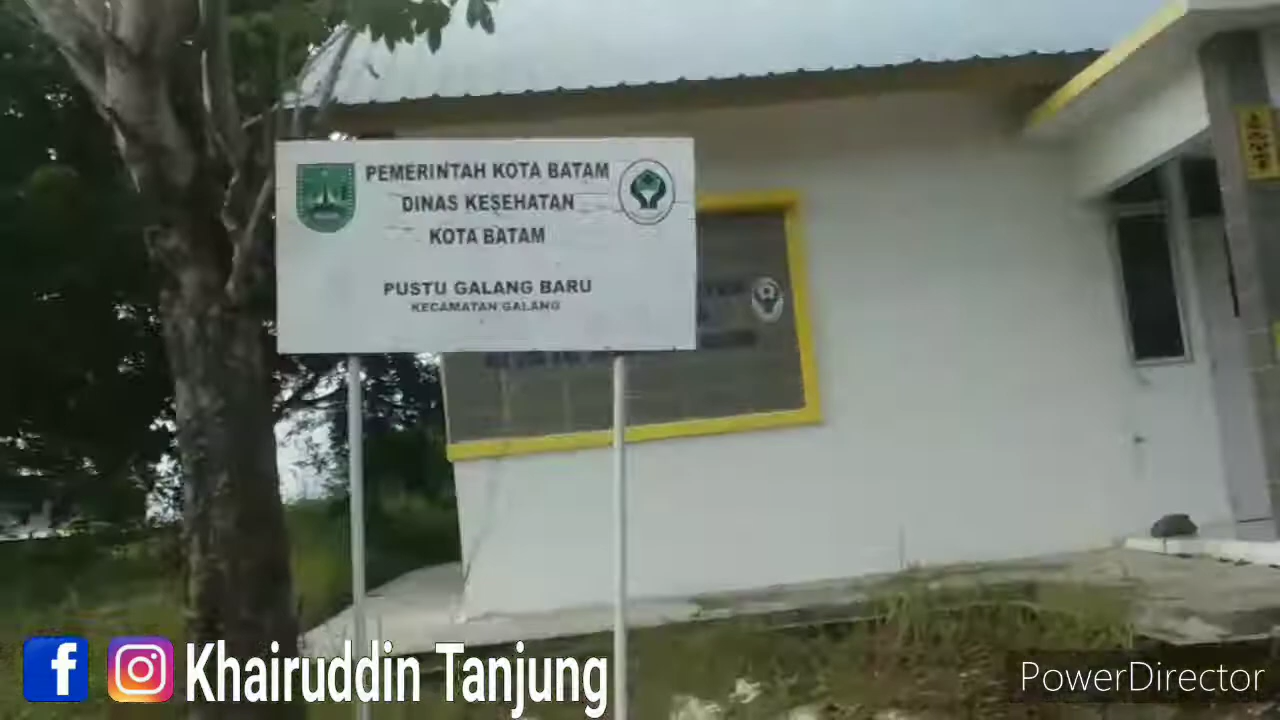 PEMERINTAH KOTA BATAM
DINAS KESEHATAN
KOTA BATAM
PUSTU GALANG BARU
KECAMATAN GALANG
Khairuddin Tanjung
PowerDirector